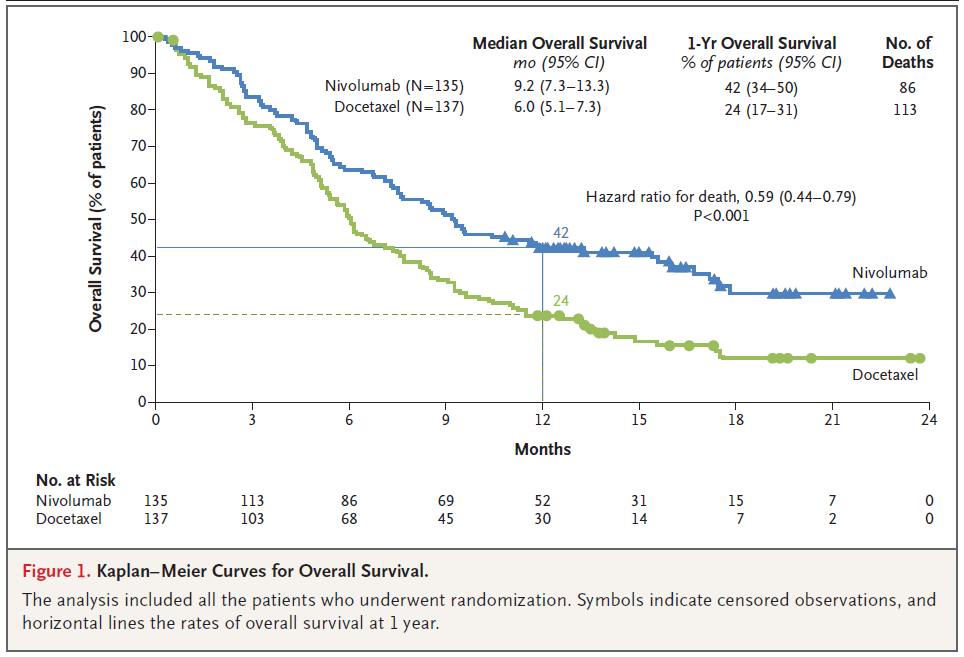 Median Overall Survival 1-Yr Overall Survival No. of
mo (95% CI) % of patients (95% CI) Deaths
Nivolumab (N=135) 9.2 (7.3–13.3) 42 (34–50) 86
Docetaxel (N=137) 6.0 (5.1–7.3) 24 (17–31) 113
Hazard ratio for death, 0.59 (0.44–0.79)
P<0.001
Overall Survival (% of patients)
100
90
80
70
60
50
40
30
20
10
0
42
24
Nivolumab
Docetaxel
0 3 6 9 12 15 18 21 24
Months
No. at Risk
Nivolumab 135 113 86 69 52 31 15 7 0
Docetaxel 137 103 68 45 30 14 7 2 0
Figure 1. Kaplan–Meier Curves for Overall Survival.
The analysis included all the patients who underwent randomization. Symbols indicate censored observations, and
horizontal lines the rates of overall survival at 1 year.